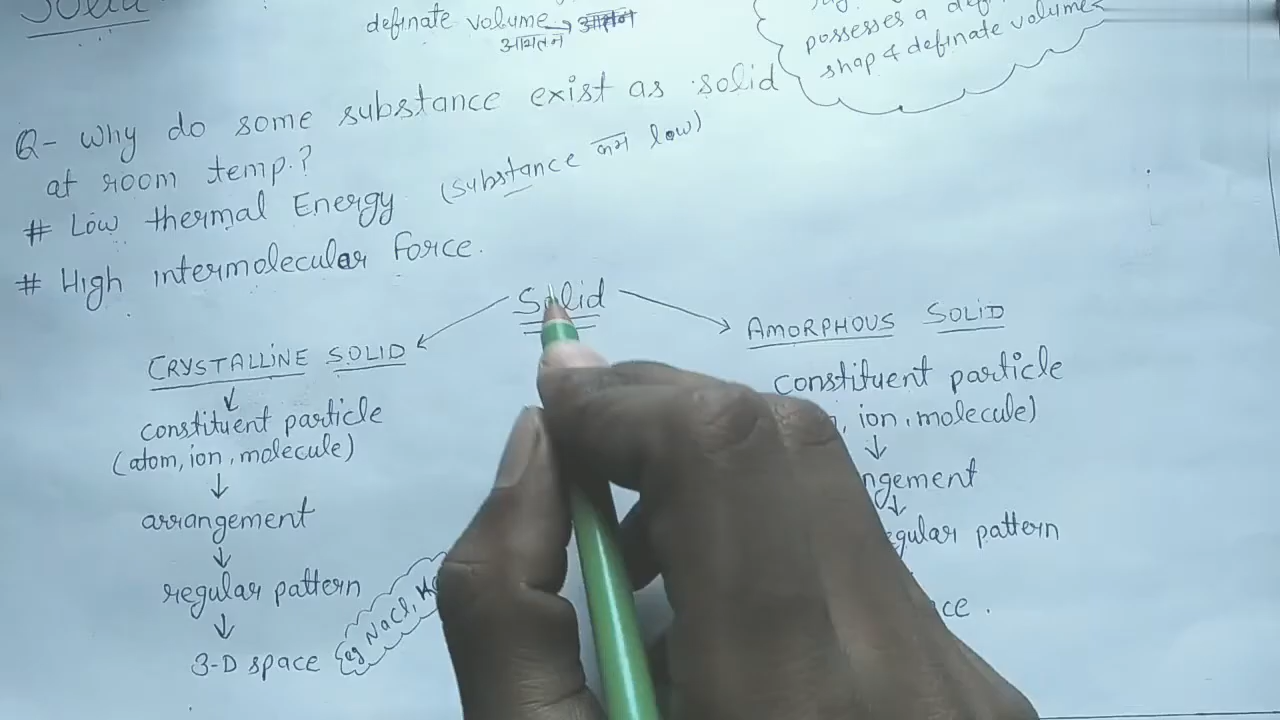 Solid
definate volume → आयतन
आयतन
possesses a
shap & definate volume
Q- Why do some substance exist as solid
at room temp.?
# Low thermal Energy (substance कम low)
# High intermolecular Force.
Solid
CRYSTALLINE SOLID
constituent particle
(atom, ion, molecule)
arrangement
regular pattern
3-D space
eg NaCl,
AMORPHOUS SOLID
constituent particle
, ion, molecule)
ngement
egular pattern
ce.